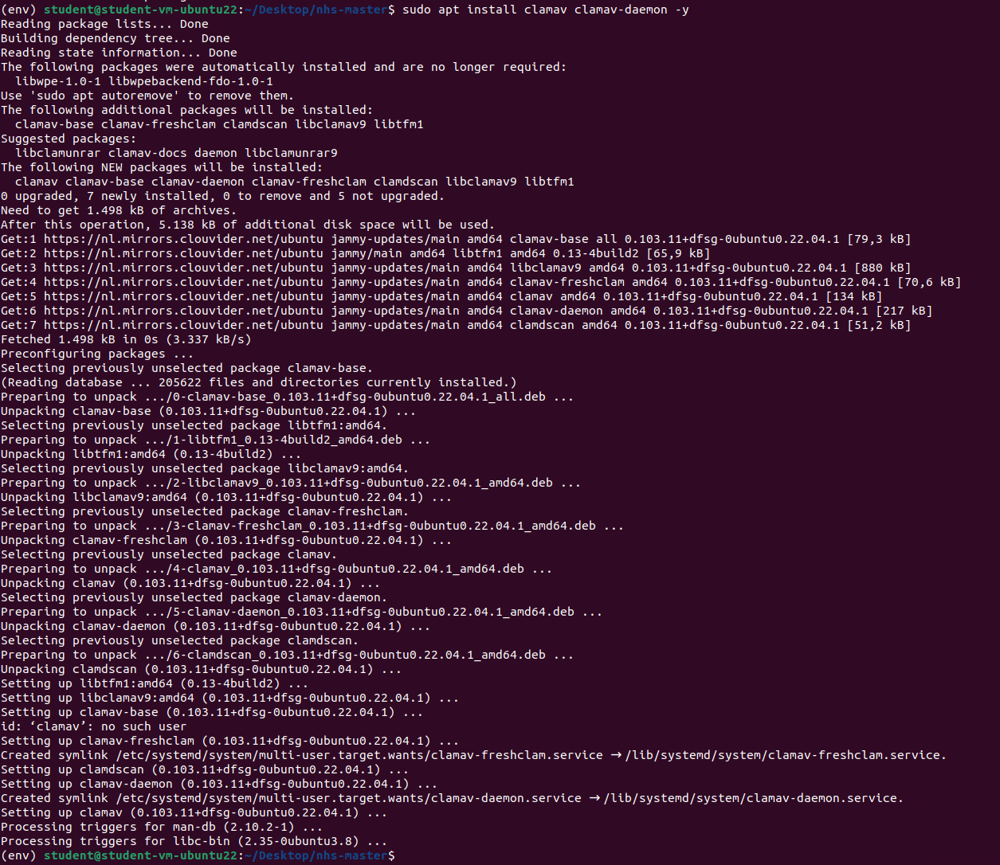 (env) student@student-vm-ubuntu22:~/Desktop/nhs-master$ sudo apt install clamav clamav-daemon -y
Reading package lists... Done
Building dependency tree... Done
Reading state information... Done
The following packages were automatically installed and are no longer required:
  libwpe-1.0-1 libwpebackend-fdo-1.0-1
Use 'sudo apt autoremove' to remove them.
The following additional packages will be installed:
  clamav-base clamav-freshclam clamdscan libclamav9 libtfm1
Suggested packages:
  libclamunrar clamav-docs daemon libclamunrar9
The following NEW packages will be installed:
  clamav clamav-base clamav-daemon clamav-freshclam clamdscan libclamav9 libtfm1
0 upgraded, 7 newly installed, 0 to remove and 5 not upgraded.
Need to get 1.498 kB of archives.
After this operation, 5.138 kB of additional disk space will be used.
Get:1 https://nl.mirrors.clouvider.net/ubuntu jammy-updates/main amd64 clamav-base all 0.103.11+dfsg-0ubuntu0.22.04.1 [79,3 kB]
Get:2 https://nl.mirrors.clouvider.net/ubuntu jammy/main amd64 libtfm1 amd64 0.13-4build2 [65,9 kB]
Get:3 https://nl.mirrors.clouvider.net/ubuntu jammy-updates/main amd64 libclamav9 amd64 0.103.11+dfsg-0ubuntu0.22.04.1 [880 kB]
Get:4 https://nl.mirrors.clouvider.net/ubuntu jammy-updates/main amd64 clamav-freshclam amd64 0.103.11+dfsg-0ubuntu0.22.04.1 [70,6 kB]
Get:5 https://nl.mirrors.clouvider.net/ubuntu jammy-updates/main amd64 clamav amd64 0.103.11+dfsg-0ubuntu0.22.04.1 [134 kB]
Get:6 https://nl.mirrors.clouvider.net/ubuntu jammy-updates/main amd64 clamav-daemon amd64 0.103.11+dfsg-0ubuntu0.22.04.1 [217 kB]
Get:7 https://nl.mirrors.clouvider.net/ubuntu jammy-updates/main amd64 clamdscan amd64 0.103.11+dfsg-0ubuntu0.22.04.1 [51,2 kB]
Fetched 1.498 kB in 0s (3.337 kB/s)
Preconfiguring packages ...
Selecting previously unselected package clamav-base.
(Reading database ... 205622 files and directories currently installed.)
Preparing to unpack .../0-clamav-base_0.103.11+dfsg-0ubuntu0.22.04.1_all.deb ...
Unpacking clamav-base (0.103.11+dfsg-0ubuntu0.22.04.1) ...
Selecting previously unselected package libtfm1:amd64.
Preparing to unpack .../1-libtfm1_0.13-4build2_amd64.deb ...
Unpacking libtfm1:amd64 (0.13-4build2) ...
Selecting previously unselected package libclamav9:amd64.
Preparing to unpack .../2-libclamav9_0.103.11+dfsg-0ubuntu0.22.04.1_amd64.deb ...
Unpacking libclamav9:amd64 (0.103.11+dfsg-0ubuntu0.22.04.1) ...
Selecting previously unselected package clamav-freshclam.
Preparing to unpack .../3-clamav-freshclam_0.103.11+dfsg-0ubuntu0.22.04.1_amd64.deb ...
Unpacking clamav-freshclam (0.103.11+dfsg-0ubuntu0.22.04.1) ...
Selecting previously unselected package clamav.
Preparing to unpack .../4-clamav_0.103.11+dfsg-0ubuntu0.22.04.1_amd64.deb ...
Unpacking clamav (0.103.11+dfsg-0ubuntu0.22.04.1) ...
Selecting previously unselected package clamav-daemon.
Preparing to unpack .../5-clamav-daemon_0.103.11+dfsg-0ubuntu0.22.04.1_amd64.deb ...
Unpacking clamav-daemon (0.103.11+dfsg-0ubuntu0.22.04.1) ...
Selecting previously unselected package clamdscan.
Preparing to unpack .../6-clamdscan_0.103.11+dfsg-0ubuntu0.22.04.1_amd64.deb ...
Unpacking clamdscan (0.103.11+dfsg-0ubuntu0.22.04.1) ...
Setting up libtfm1:amd64 (0.13-4build2) ...
Setting up libclamav9:amd64 (0.103.11+dfsg-0ubuntu0.22.04.1) ...
Setting up clamav-base (0.103.11+dfsg-0ubuntu0.22.04.1) ...
id: ‘clamav’: no such user
Setting up clamav-freshclam (0.103.11+dfsg-0ubuntu0.22.04.1) ...
Created symlink /etc/systemd/system/multi-user.target.wants/clamav-freshclam.service → /lib/systemd/system/clamav-freshclam.service.
Setting up clamdscan (0.103.11+dfsg-0ubuntu0.22.04.1) ...
Setting up clamav-daemon (0.103.11+dfsg-0ubuntu0.22.04.1) ...
Created symlink /etc/systemd/system/multi-user.target.wants/clamav-daemon.service → /lib/systemd/system/clamav-daemon.service.
Setting up clamav (0.103.11+dfsg-0ubuntu0.22.04.1) ...
Processing triggers for man-db (2.10.2-1) ...
Processing triggers for libc-bin (2.35-0ubuntu3.8) ...
(env) student@student-vm-ubuntu22:~/Desktop/nhs-master$